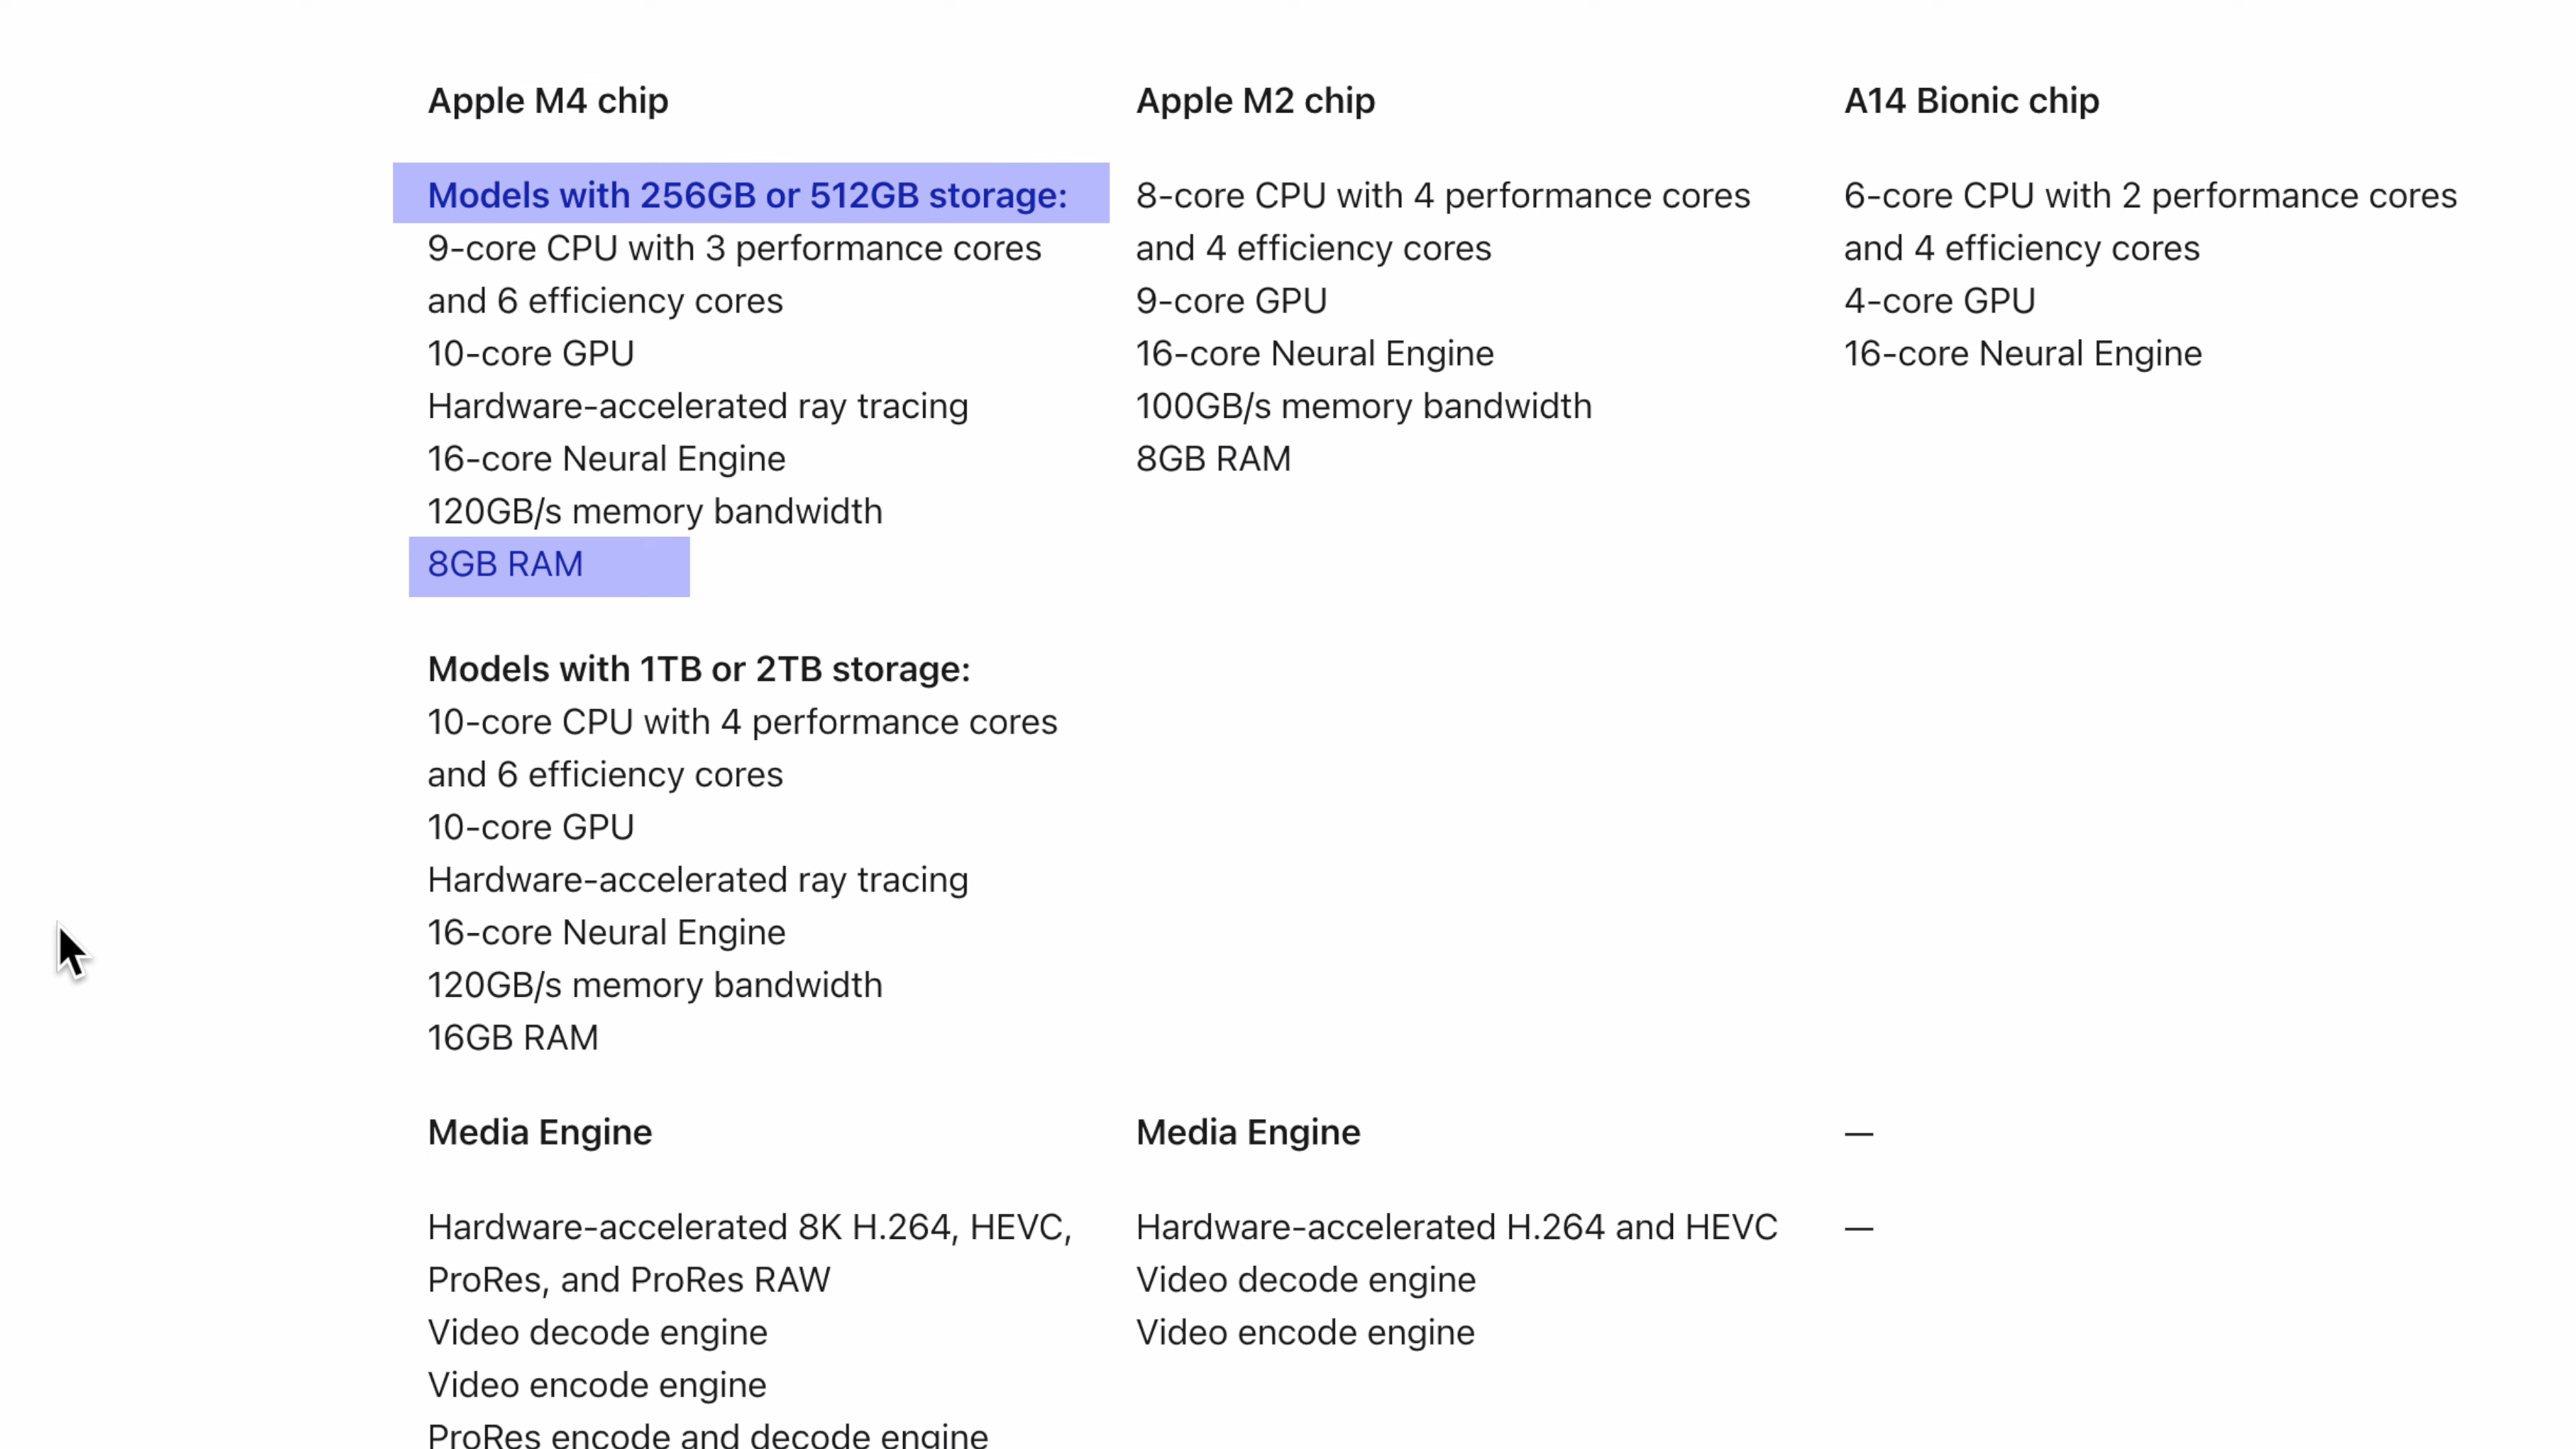 Apple M4 chip
Models with 256GB or 512GB storage:
9-core CPU with 3 performance cores
and 6 efficiency cores
10-core GPU
Hardware-accelerated ray tracing
16-core Neural Engine
120GB/s memory bandwidth
8GB RAM
Models with 1TB or 2TB storage:
10-core CPU with 4 performance cores
and 6 efficiency cores
10-core GPU
Hardware-accelerated ray tracing
16-core Neural Engine
120GB/s memory bandwidth
16GB RAM
Media Engine
Hardware-accelerated 8K H.264, HEVC,
ProRes, and ProRes RAW
Video decode engine
Video encode engine
ProRes encode and decode engine
Apple M2 chip
8-core CPU with 4 performance cores
and 4 efficiency cores
9-core GPU
16-core Neural Engine
100GB/s memory bandwidth
8GB RAM
Media Engine
Hardware-accelerated H.264 and HEVC
Video decode engine
Video encode engine
A14 Bionic chip
6-core CPU with 2 performance cores
and 4 efficiency cores
4-core GPU
16-core Neural Engine
—
—